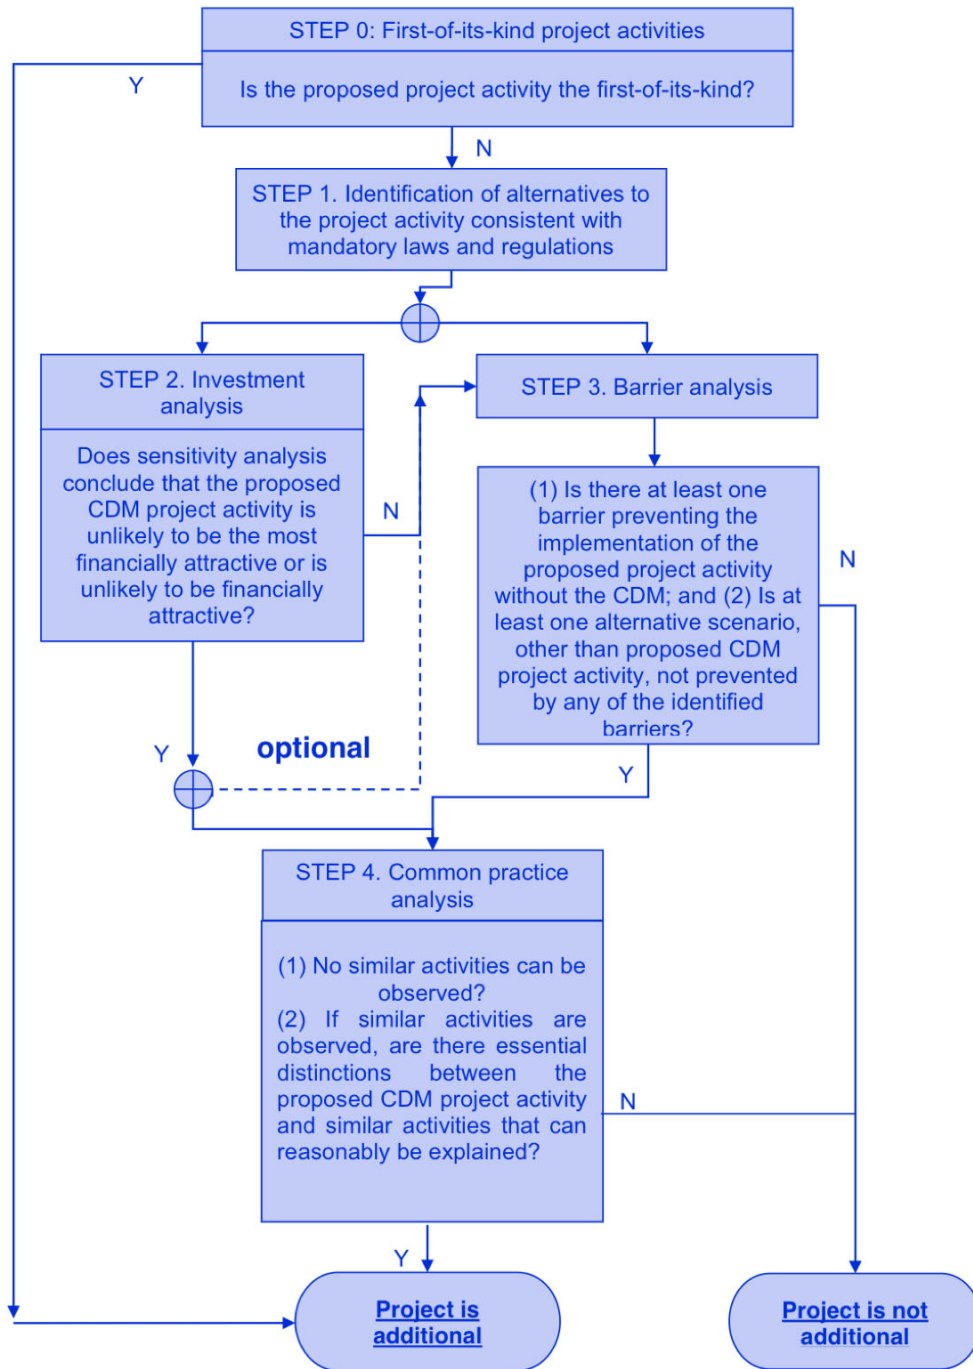 STEP 0: First-of-its-kind project activities
Y
Is the proposed project activity the first-of-its-kind?
N
STEP 1. Identification of alternatives to
the project activity consistent with
mandatory laws and regulations
STEP 2. Investment
analysis
Does sensitivity analysis
conclude that the proposed
CDM project activity is
unlikely to be the most
financially attractive or is
unlikely to be financially
attractive?
N
Y
optional
STEP 3. Barrier analysis
(1) Is there at least one
barrier preventing the
implementation of the
proposed project activity
without the CDM; and (2) Is at
least one alternative scenario,
other than proposed CDM
project activity, not prevented
by any of the identified
barriers?
N
Y
STEP 4. Common practice
analysis
(1) No similar activities can be
observed?
(2) If similar activities are
observed, are there essential
distinctions between the
proposed CDM project activity
and similar activities that can
reasonably be explained?
N
Y
Project is
additional
Project is not
additional